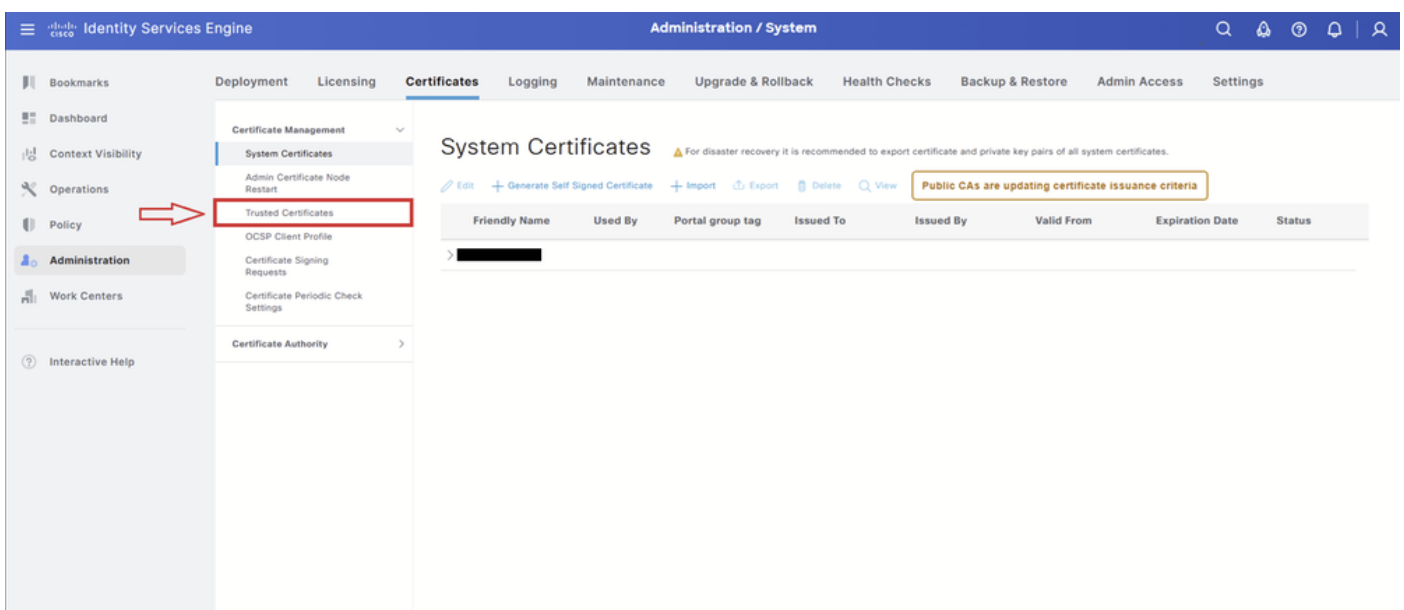 cisco Identity Services Engine
Administration / System
Bookmarks
Dashboard
Context Visibility
Operations
Policy
Administration
Work Centers
Interactive Help
Deployment Licensing Certificates Logging Maintenance Upgrade & Rollback Health Checks Backup & Restore Admin Access Settings
Certificate Management
System Certificates
Admin Certificate Node
Restart
Trusted Certificates
OCSP Client Profile
Certificate Signing
Requests
Certificate Periodic Check
Settings
Certificate Authority
System Certificates
For disaster recovery it is recommended to export certificate and private key pairs of all system certificates.
Edit Generate Self Signed Certificate Import Export Delete View Public CAs are updating certificate issuance criteria
Friendly Name Used By Portal group tag Issued To Issued By Valid From Expiration Date Status